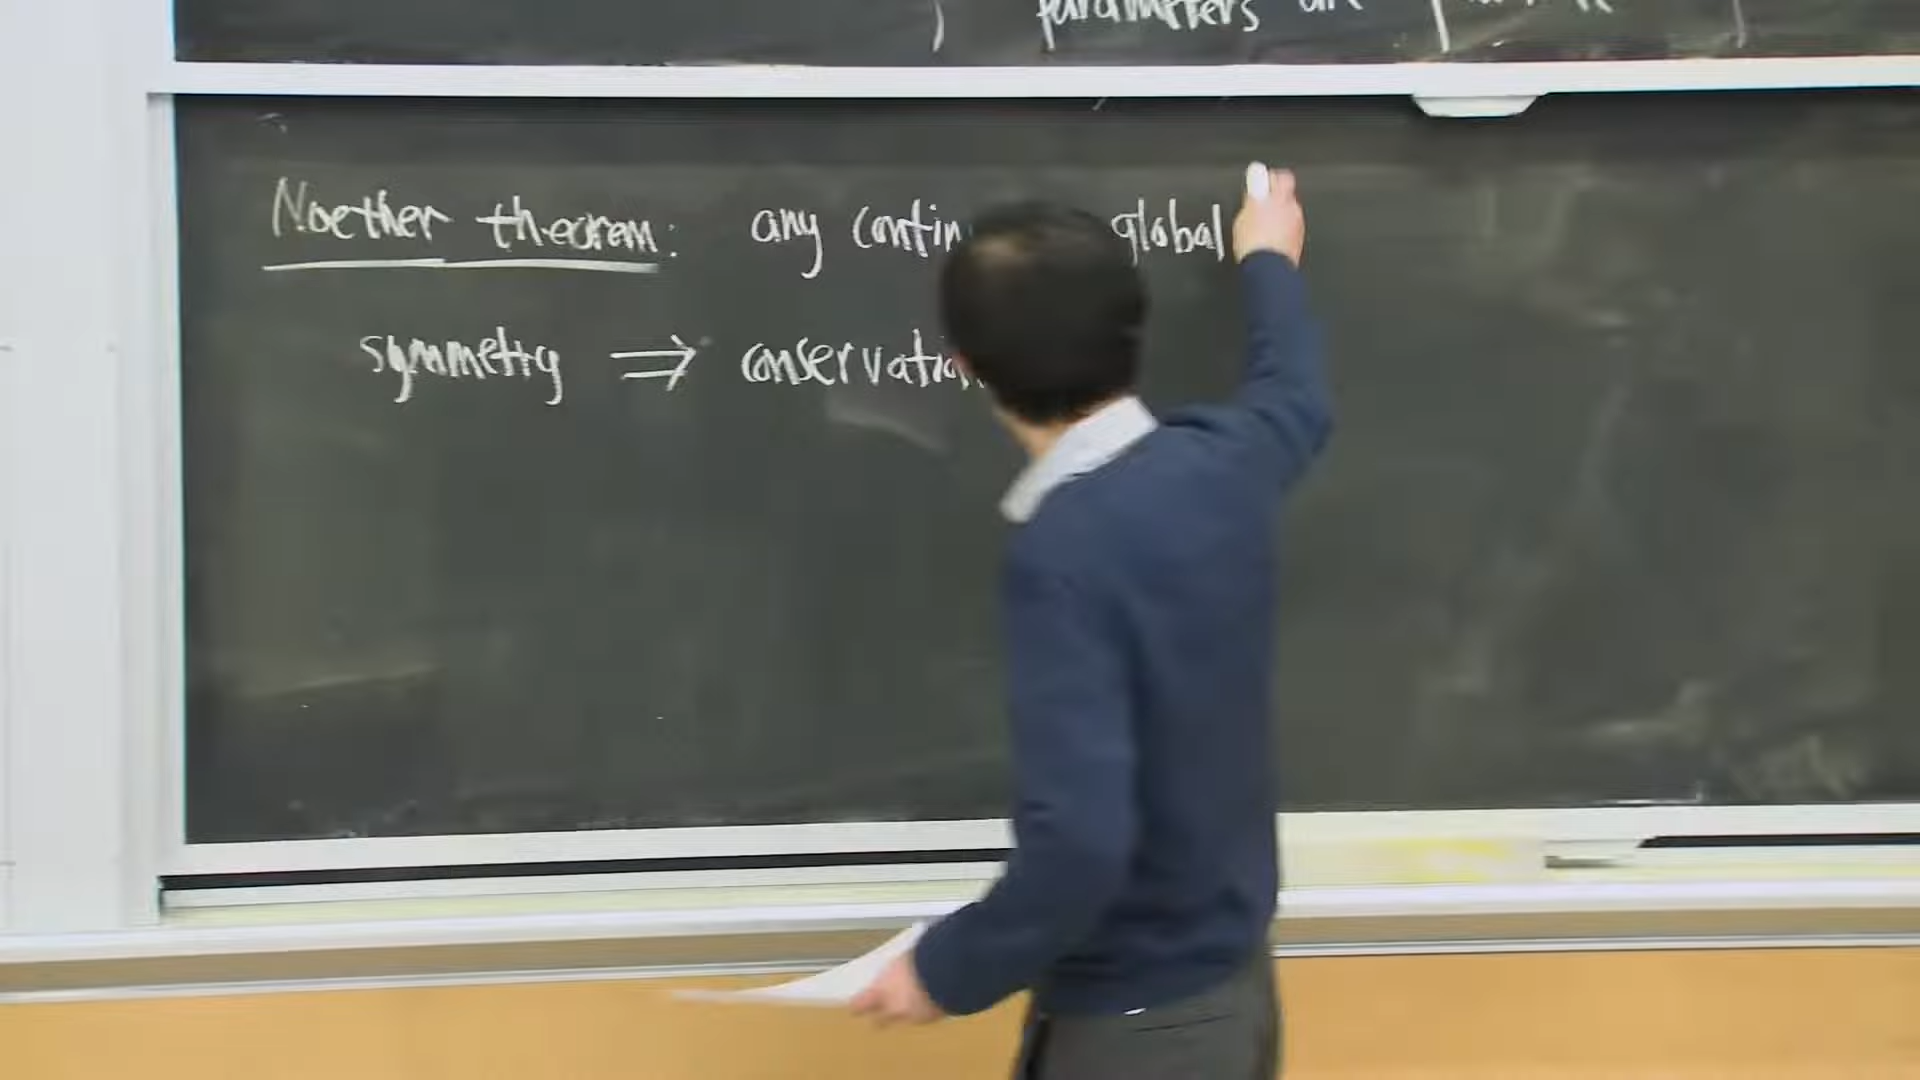 parameters are
Noether theorem: any contin global
symmetry ⇒ conservation